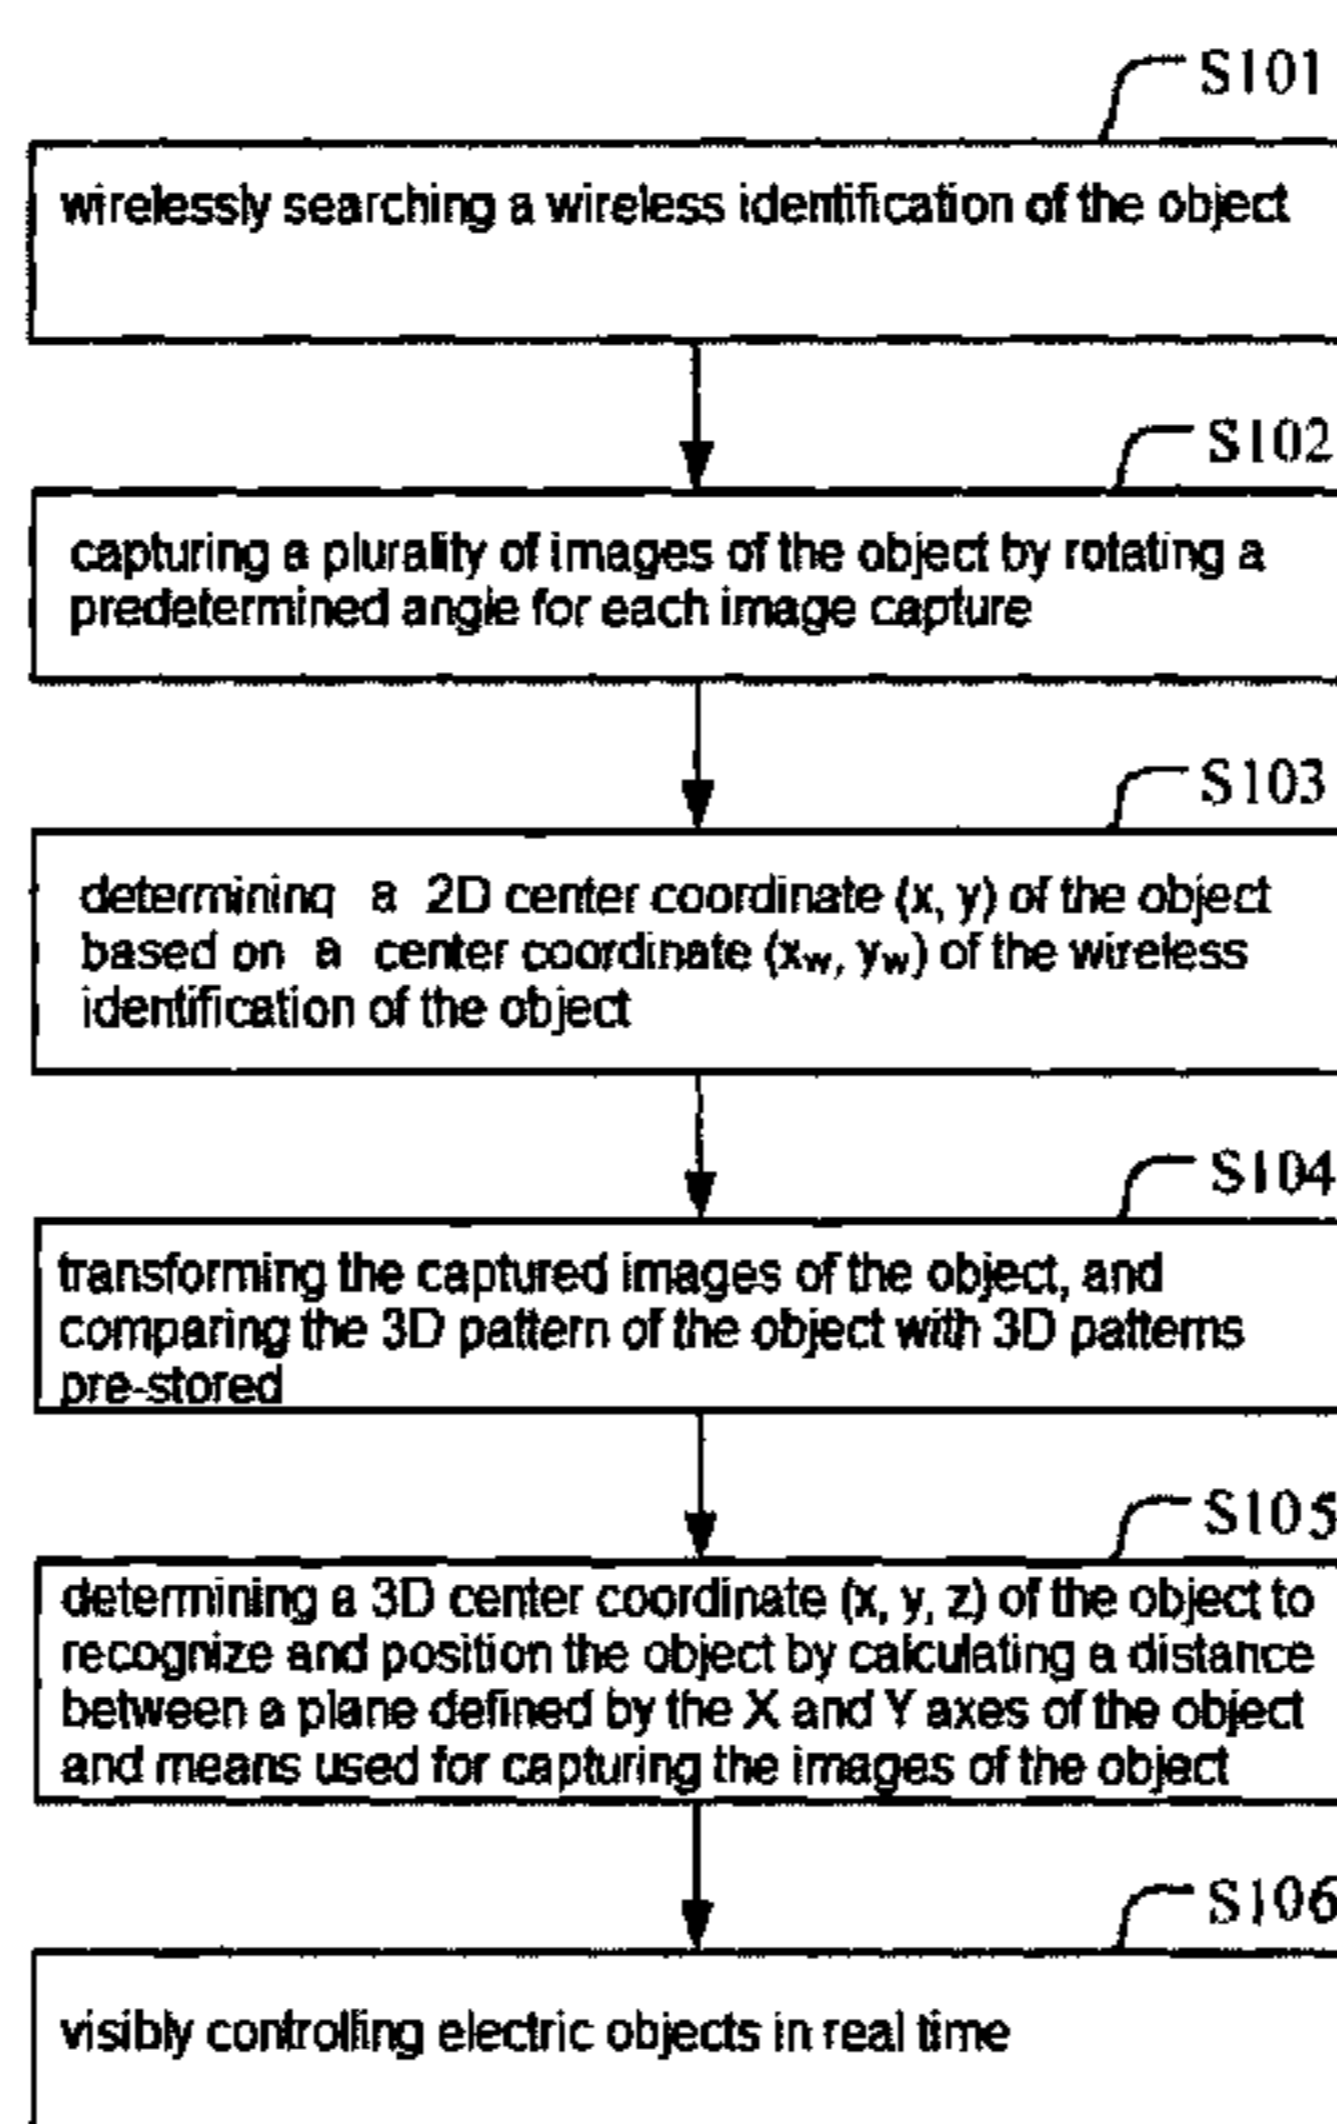 S101
wirelessly searching a wireless identification of the object
S102
capturing a plurality of images of the object by rotating a
predetermined angle for each image capture
S103
determining a 2D center coordinate (x, y) of the object
based on a center coordinate (xw, yw) of the wireless
identification of the object
S104
transforming the captured images of the object, and
comparing the 3D pattern of the object with 3D patterns
pre-stored
S105
determining a 3D center coordinate (x, y, z) of the object to
recognize and position the object by calculating a distance
between a plane defined by the X and Y axes of the object
and means used for capturing the images of the object
S106
visibly controlling electric objects in real time